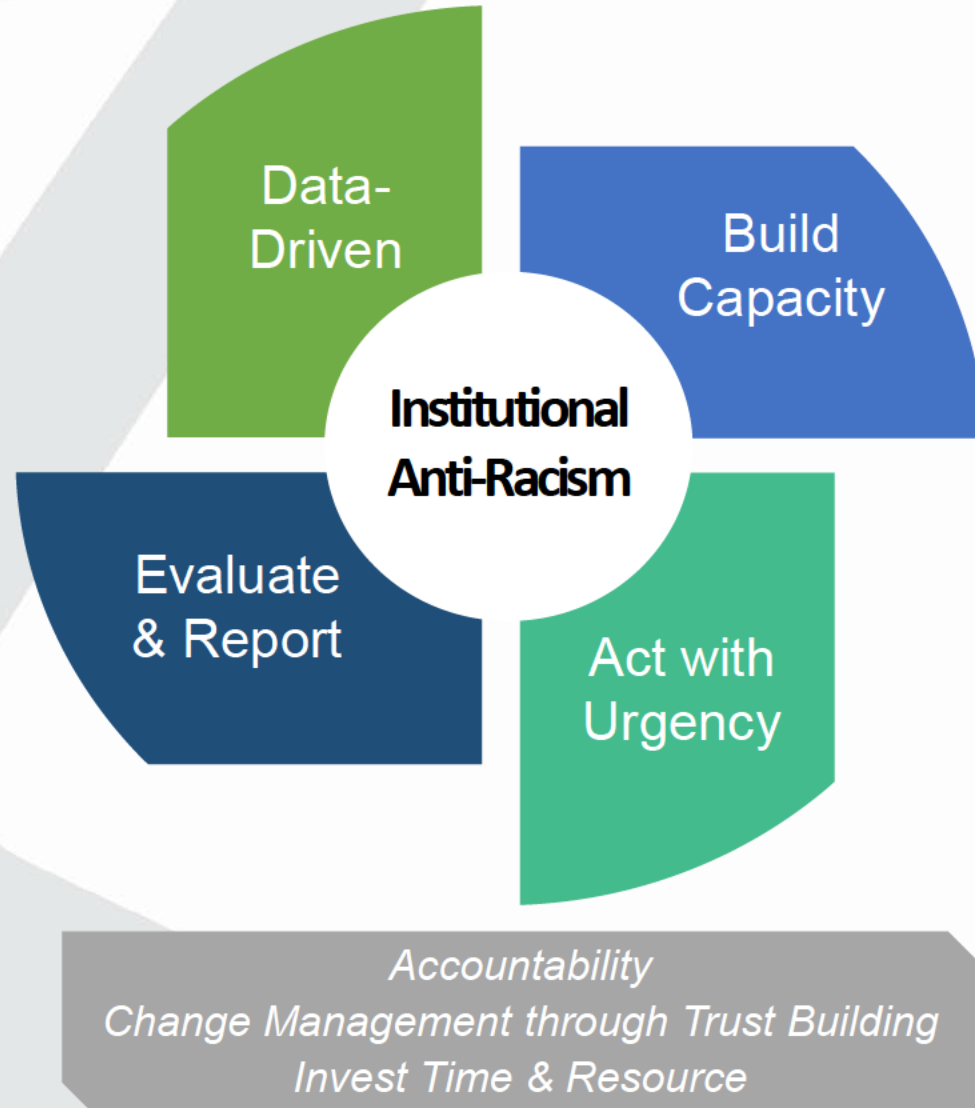 Data-
Driven
Build
Capacity
Institutional
Anti-Racism
Evaluate
& Report
Act with
Urgency
Accountability
Change Management through Trust Building
Invest Time & Resource